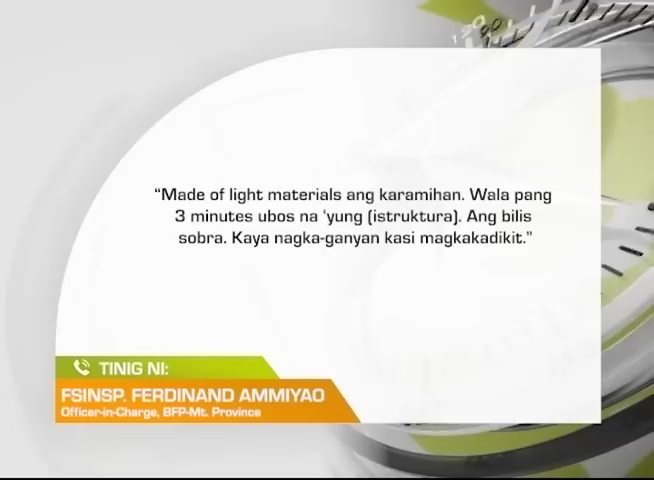 “Made of light materials ang karamihan. Wala pang
3 minutes ubos na ‘yung (istruktura). Ang bilis
sobra. Kaya nagka-ganyan kasi magkakadikit.”
TINIG NI:
FSINSP. FERDINAND AMMIYAO
Officer-in-Charge, BFP-Mt. Province